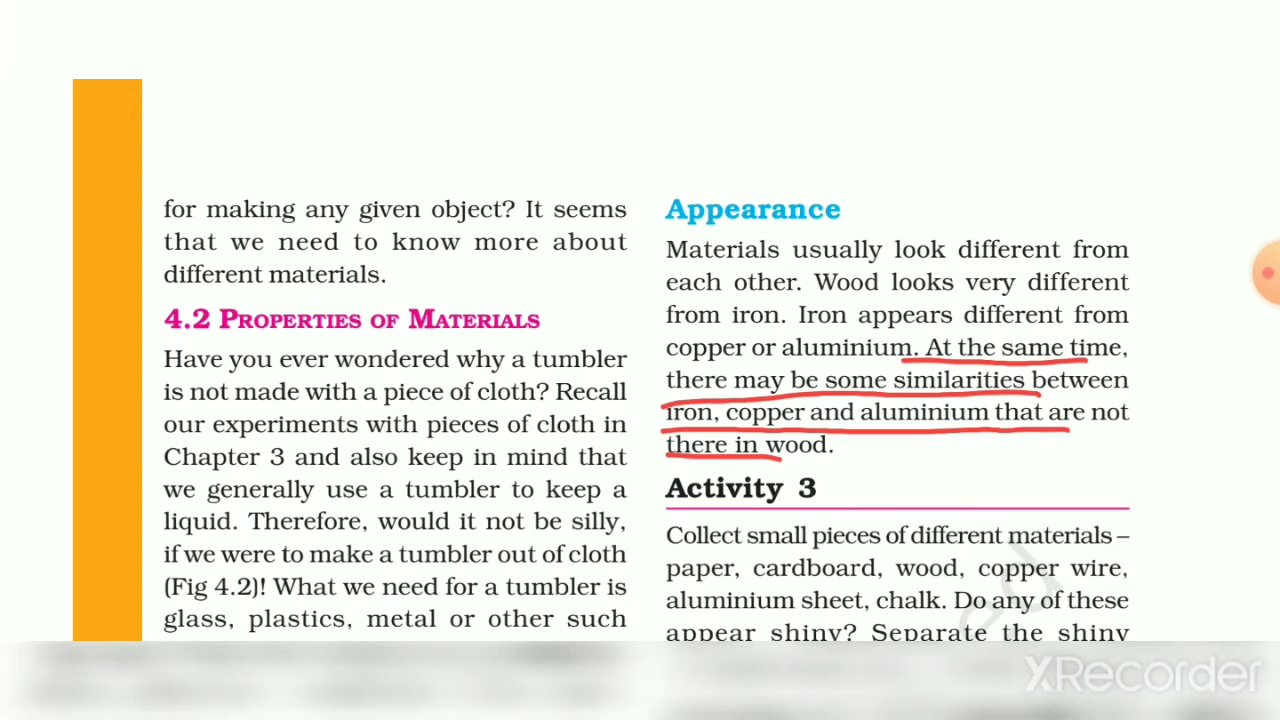 for making any given object? It seems
that we need to know more about
different materials.
4.2 PROPERTIES OF MATERIALS
Have you ever wondered why a tumbler
is not made with a piece of cloth? Recall
our experiments with pieces of cloth in
Chapter 3 and also keep in mind that
we generally use a tumbler to keep a
liquid. Therefore, would it not be silly,
if we were to make a tumbler out of cloth
(Fig 4.2)! What we need for a tumbler is
glass, plastics, metal or other such
Appearance
Materials usually look different from
each other. Wood looks very different
from iron. Iron appears different from
copper or aluminium. At the same time,
there may be some similarities between
iron, copper and aluminium that are not
there in wood.
Activity 3
Collect small pieces of different materials –
paper, cardboard, wood, copper wire,
aluminium sheet, chalk. Do any of these
appear shiny? Separate the shiny
XRecorder